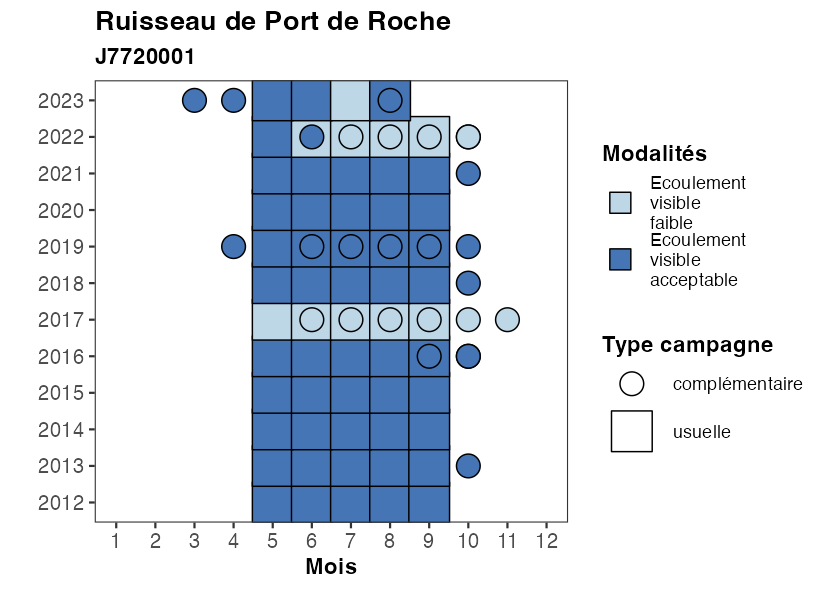 Ruisseau de Port de Roche
J7720001
2023
2022
2021
2020
2019
2018
2017
2016
2015
2014
2013
2012
1 2 3 4 5 6 7 8 9 10 11 12
Mois
Modalités
Ecoulement
visible
faible
Ecoulement
visible
acceptable
Type campagne
complémentaire
usuelle